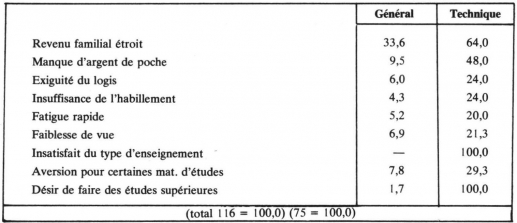 Général Technique
Revenu familial étroit 33,6 64,0
Manque d'argent de poche 9,5 48,0
Exiguité du logis 6,0 24,0
Insuffisance de l'habillement 4,3 24,0
Fatigue rapide 5,2 20,0
Faiblesse de vue 6,9 21,3
Insatisfait du type d'enseignement — 100,0
Aversion pour certaines mat. d'études 7,8 29,3
Désir de faire des études supérieures 1,7 100,0
(total 116 = 100,0) (75 = 100,0)